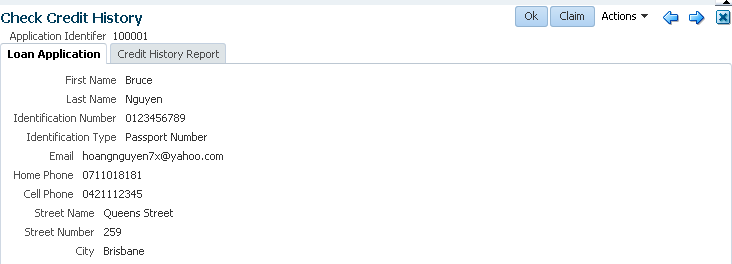 Check Credit History Ok Claim Actions
Application Identifer 100001
Loan Application Credit History Report
First Name Bruce
Last Name Nguyen
Identification Number 0123456789
Identification Type Passport Number
Email hoangnguyen7x@yahoo.com
Home Phone 0711018181
Cell Phone 0421112345
Street Name Queens Street
Street Number 259
City Brisbane